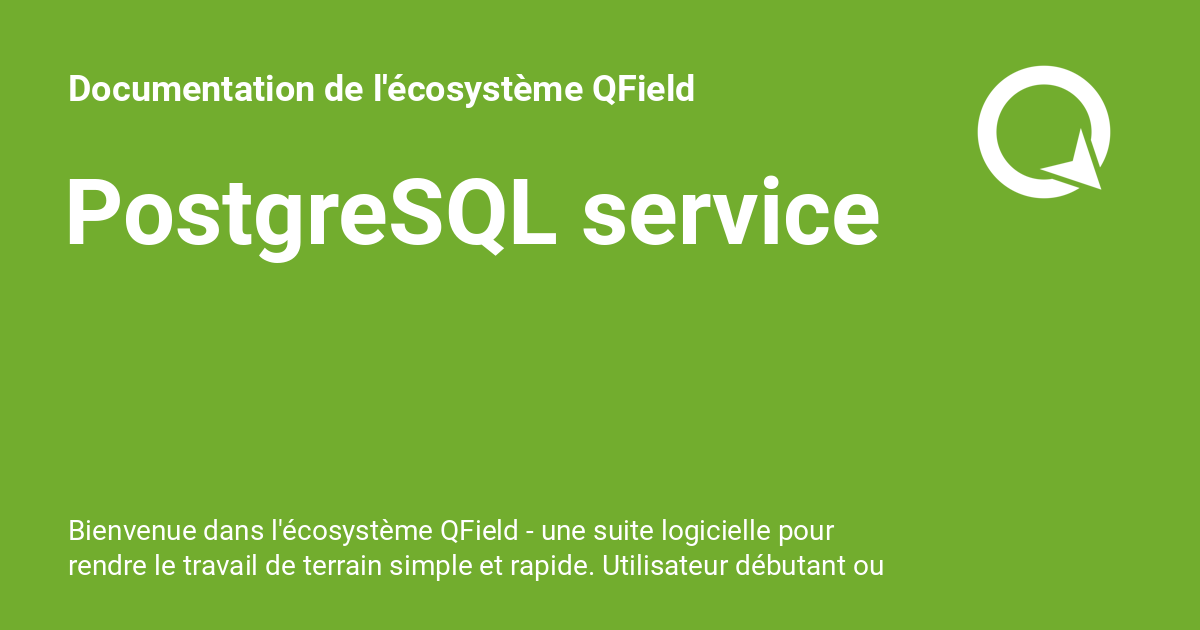 Documentation de l'écosystème QField
PostgreSQL service
Bienvenue dans l'écosystème QField - une suite logicielle pour
rendre le travail de terrain simple et rapide. Utilisateur débutant ou